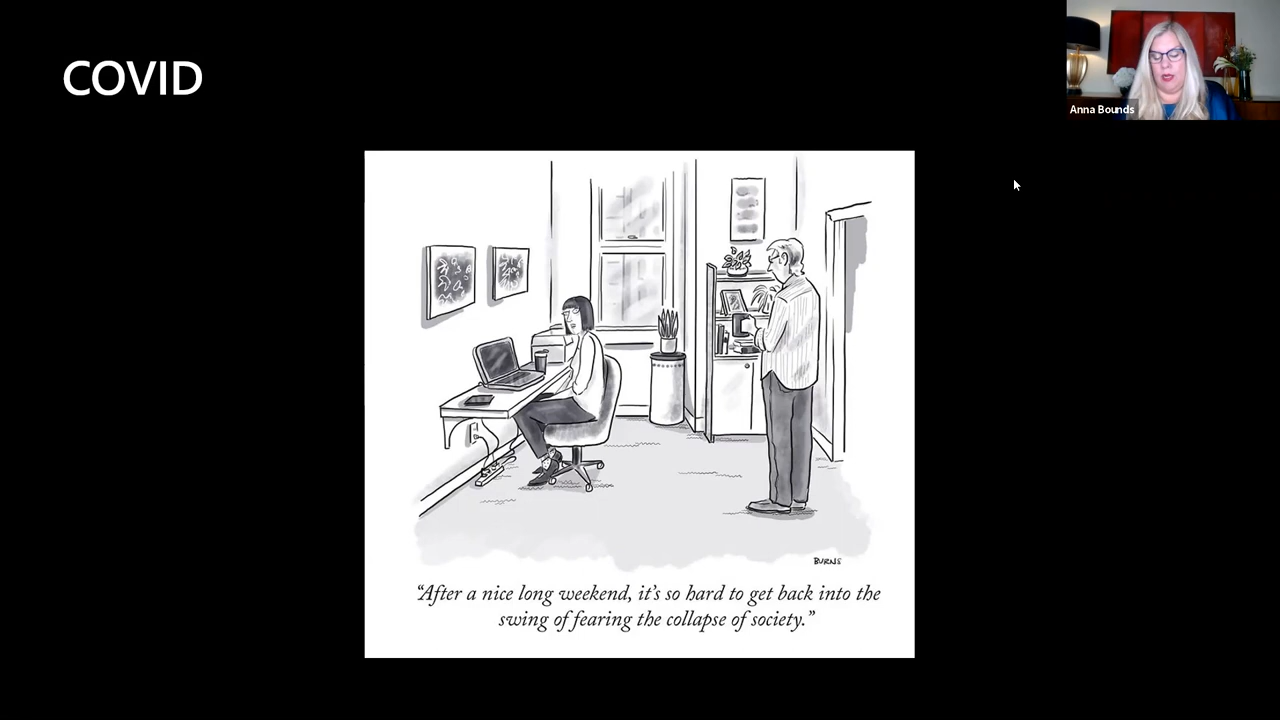 COVID
Anna Bounds
BURNS
“After a nice long weekend, it’s so hard to get back into the
swing of fearing the collapse of society.”